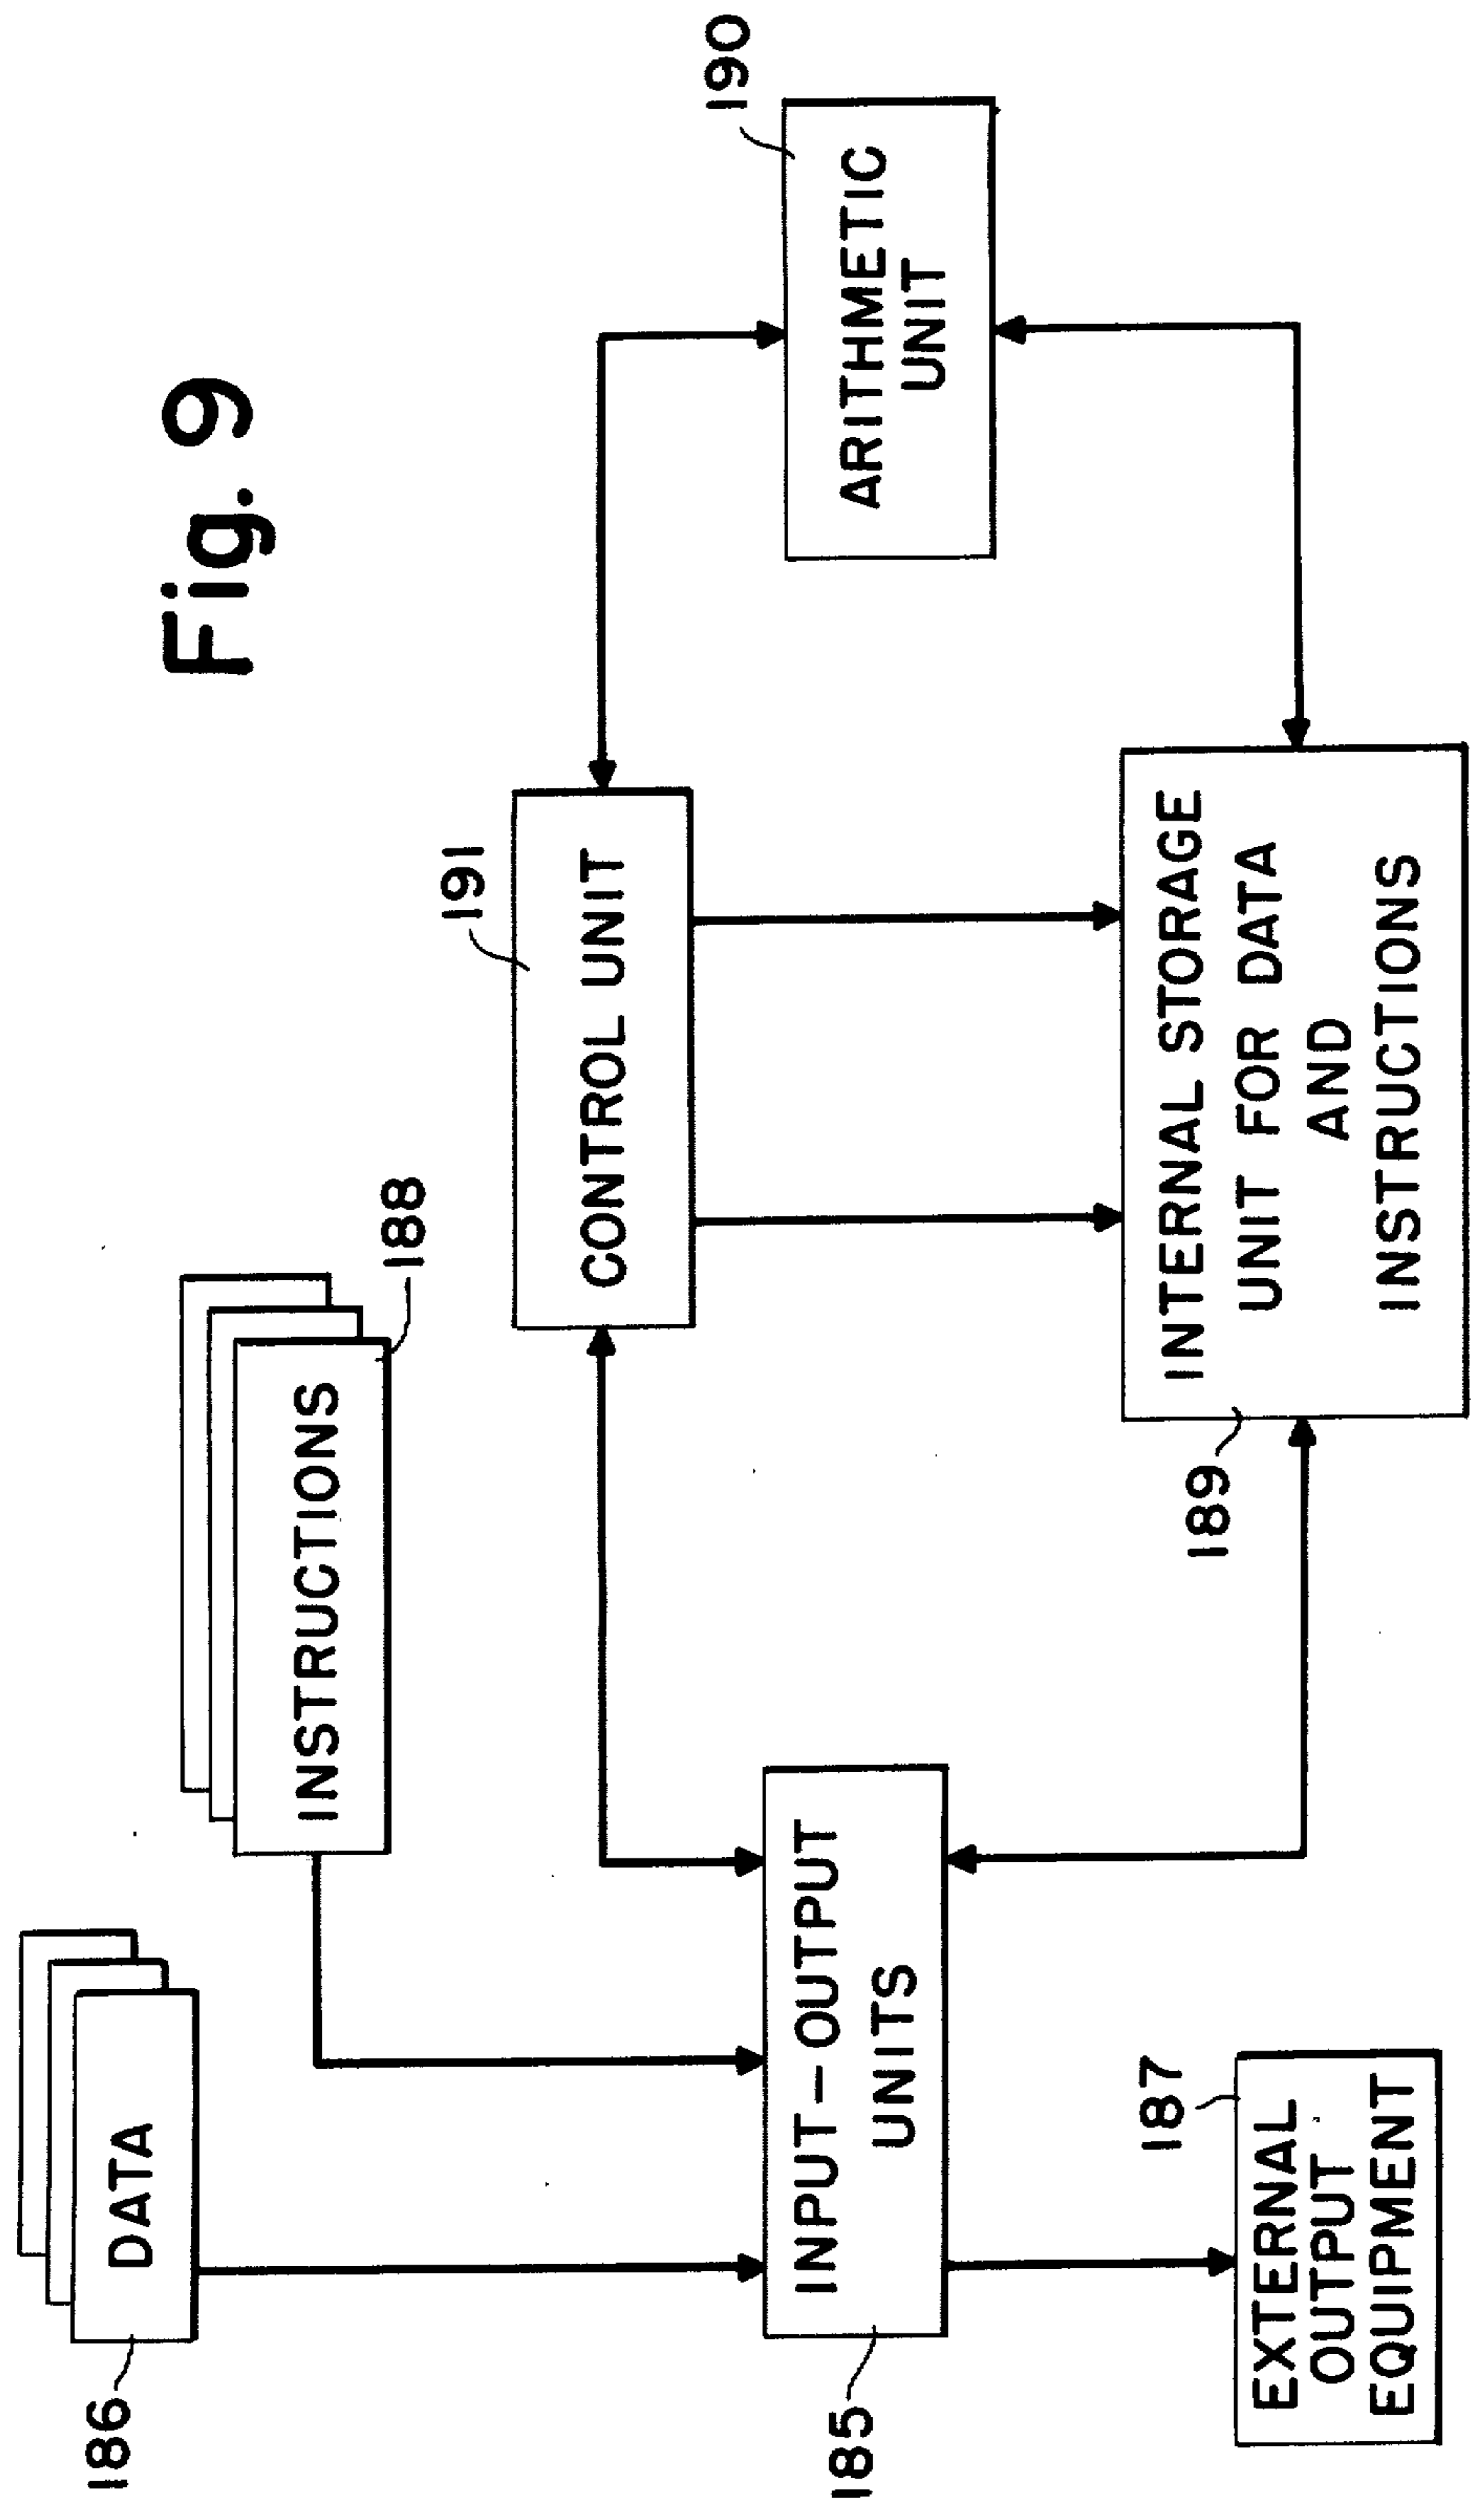 Fig. 9
186
DATA
188
INSTRUCTIONS
191
CONTROL UNIT
190
ARITHMETIC
UNIT
185
INPUT-OUTPUT
UNITS
189
INTERNAL STORAGE
UNIT FOR DATA
AND
INSTRUCTIONS
187
EXTERNAL
OUTPUT
EQUIPMENT